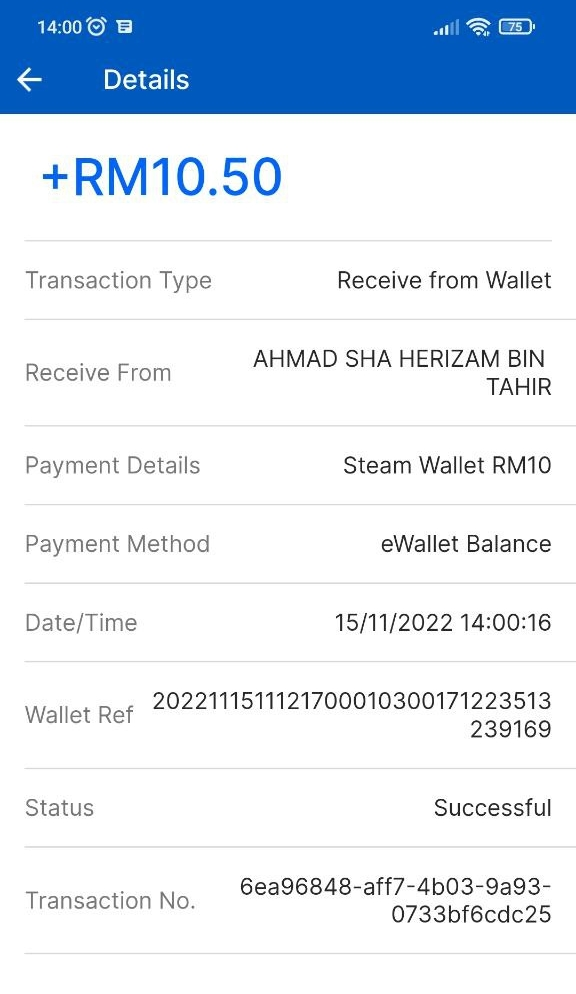 14:00
75
Details
+RM10.50
Transaction Type Receive from Wallet
Receive From AHMAD SHA HERIZAM BIN
TAHIR
Payment Details Steam Wallet RM10
Payment Method eWallet Balance
Date/Time 15/11/2022 14:00:16
Wallet Ref 20221115111217000010300171223513
239169
Status Successful
Transaction No. 6ea96848-aff7-4b03-9a93-
0733bf6cdc25